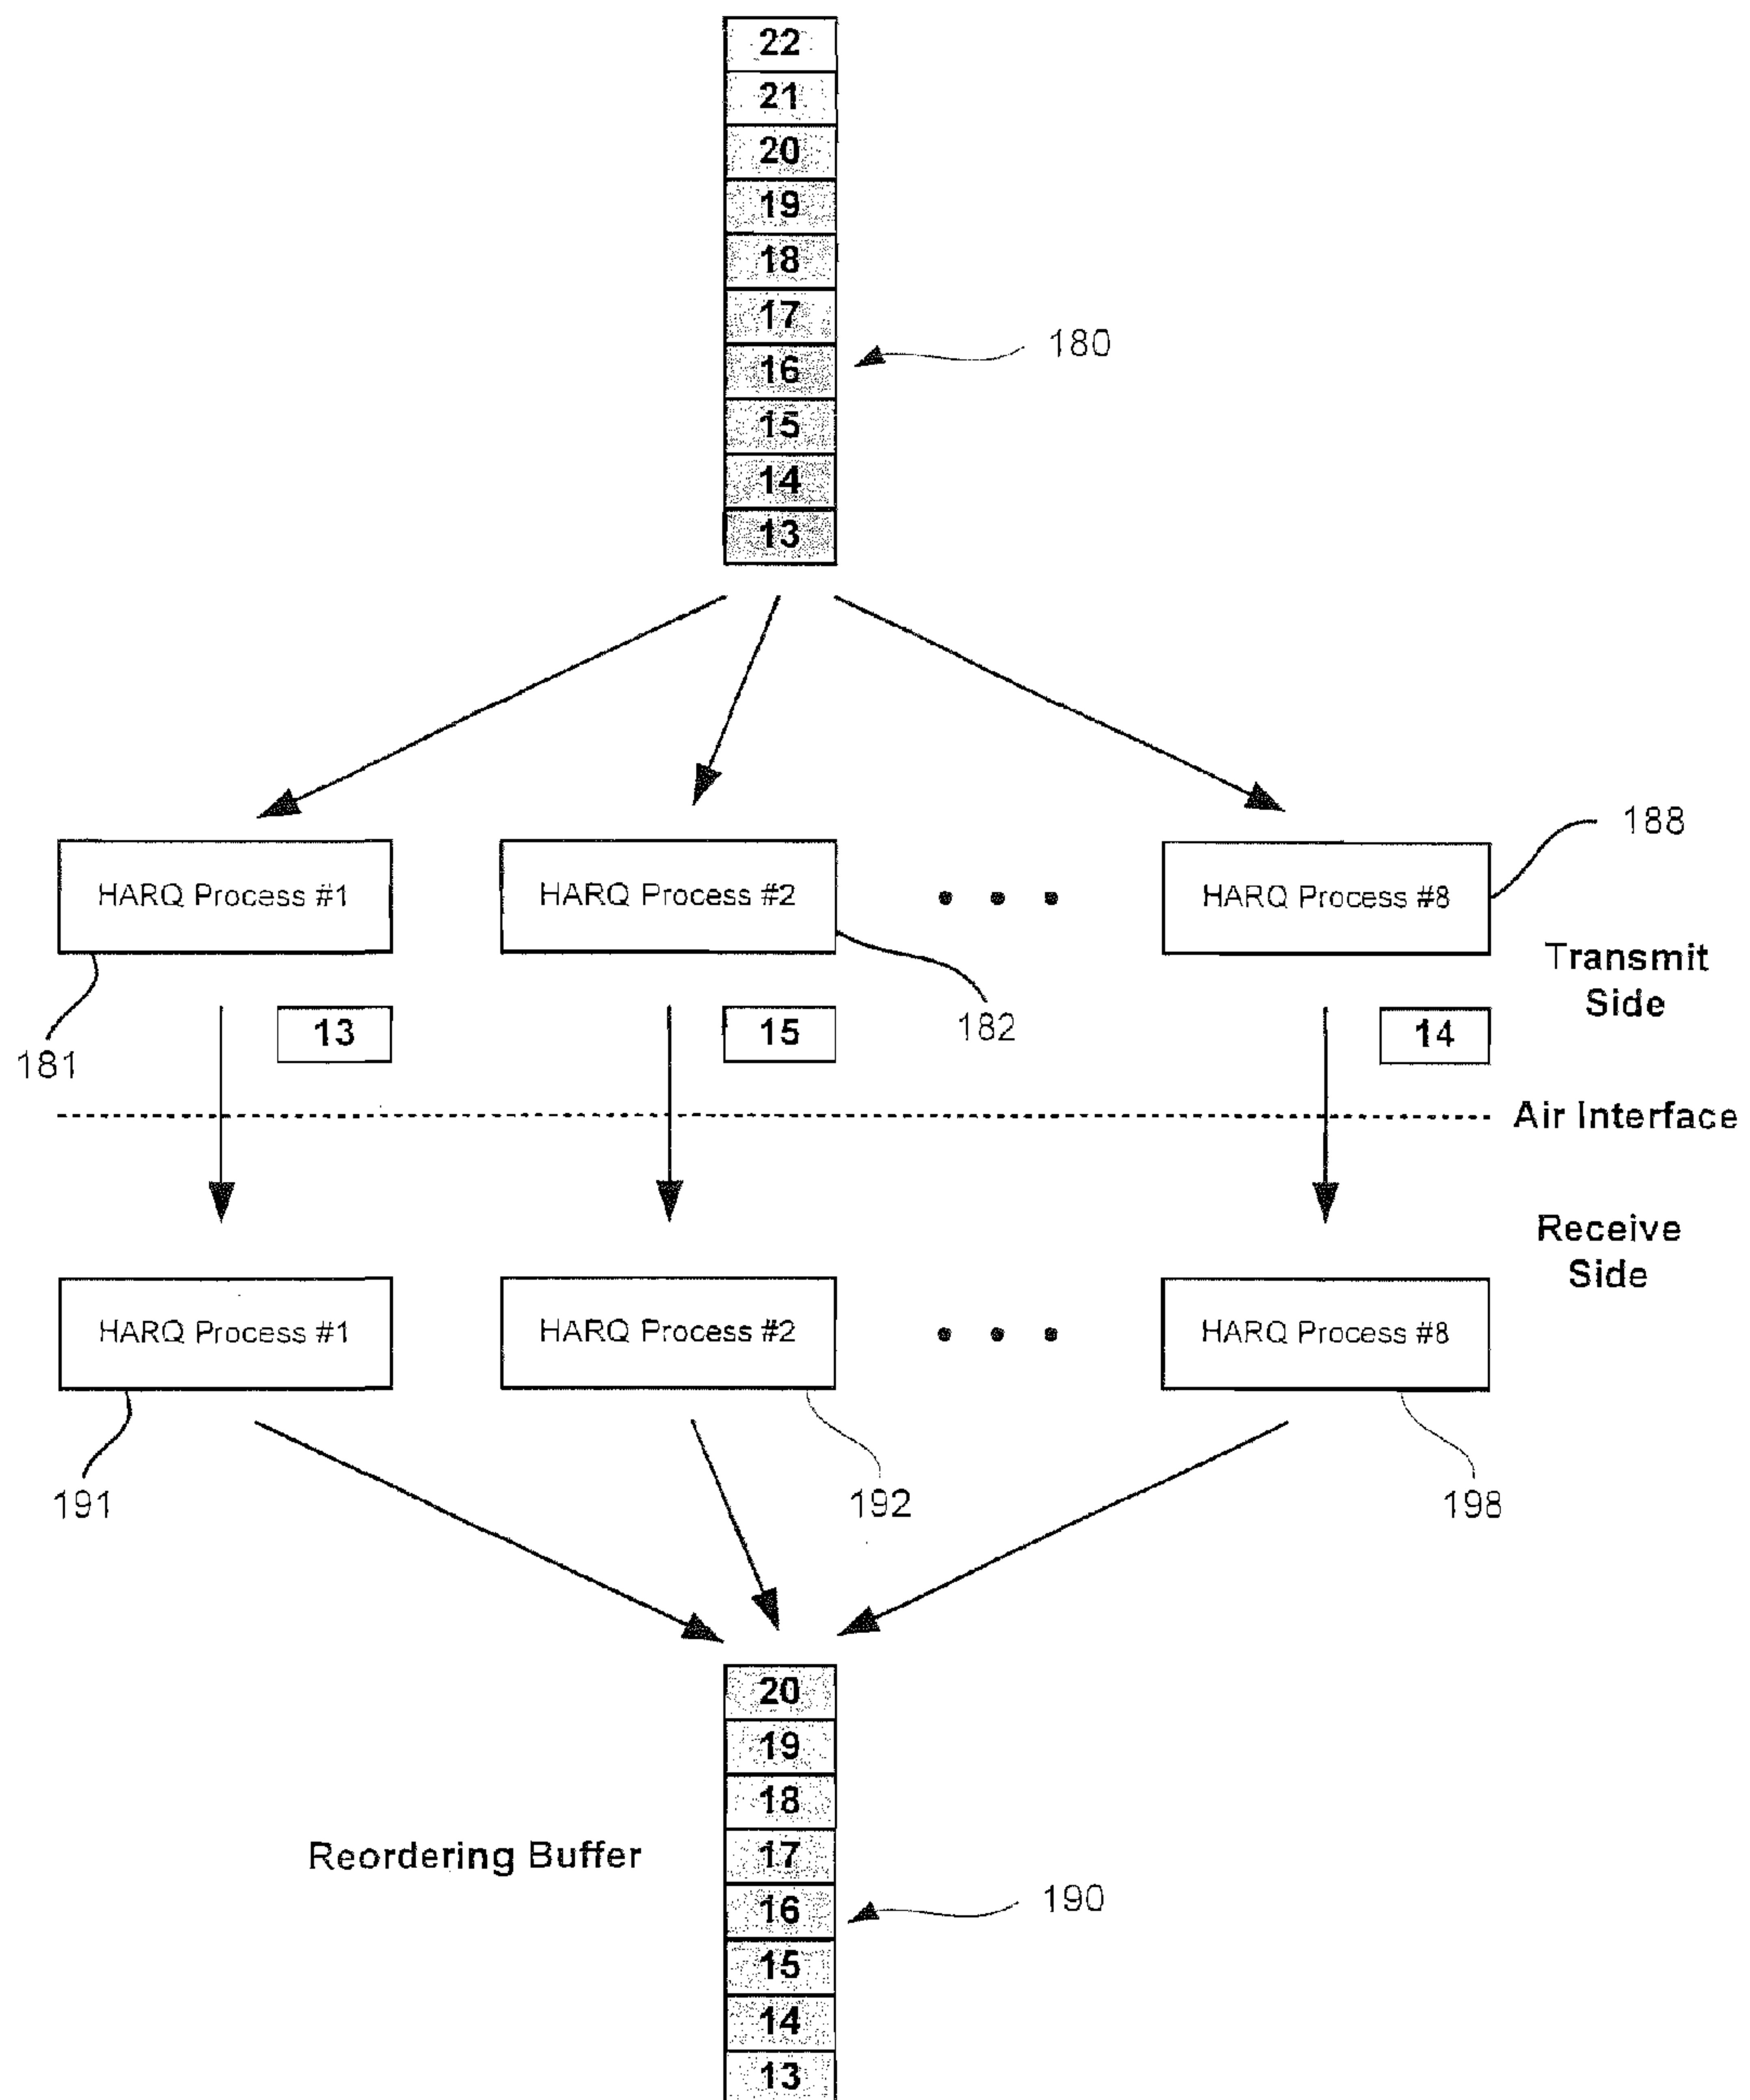 22
21
20
19
18
17
16
15
14
13
180
188
HARQ Process #1
HARQ Process #2
HARQ Process #8
Transmit
Side
181
13
15
182
14
Air Interface
Receive
Side
HARQ Process #1
HARQ Process #2
HARQ Process #8
191
192
198
20
19
18
17
16
15
14
13
Reordering Buffer
190